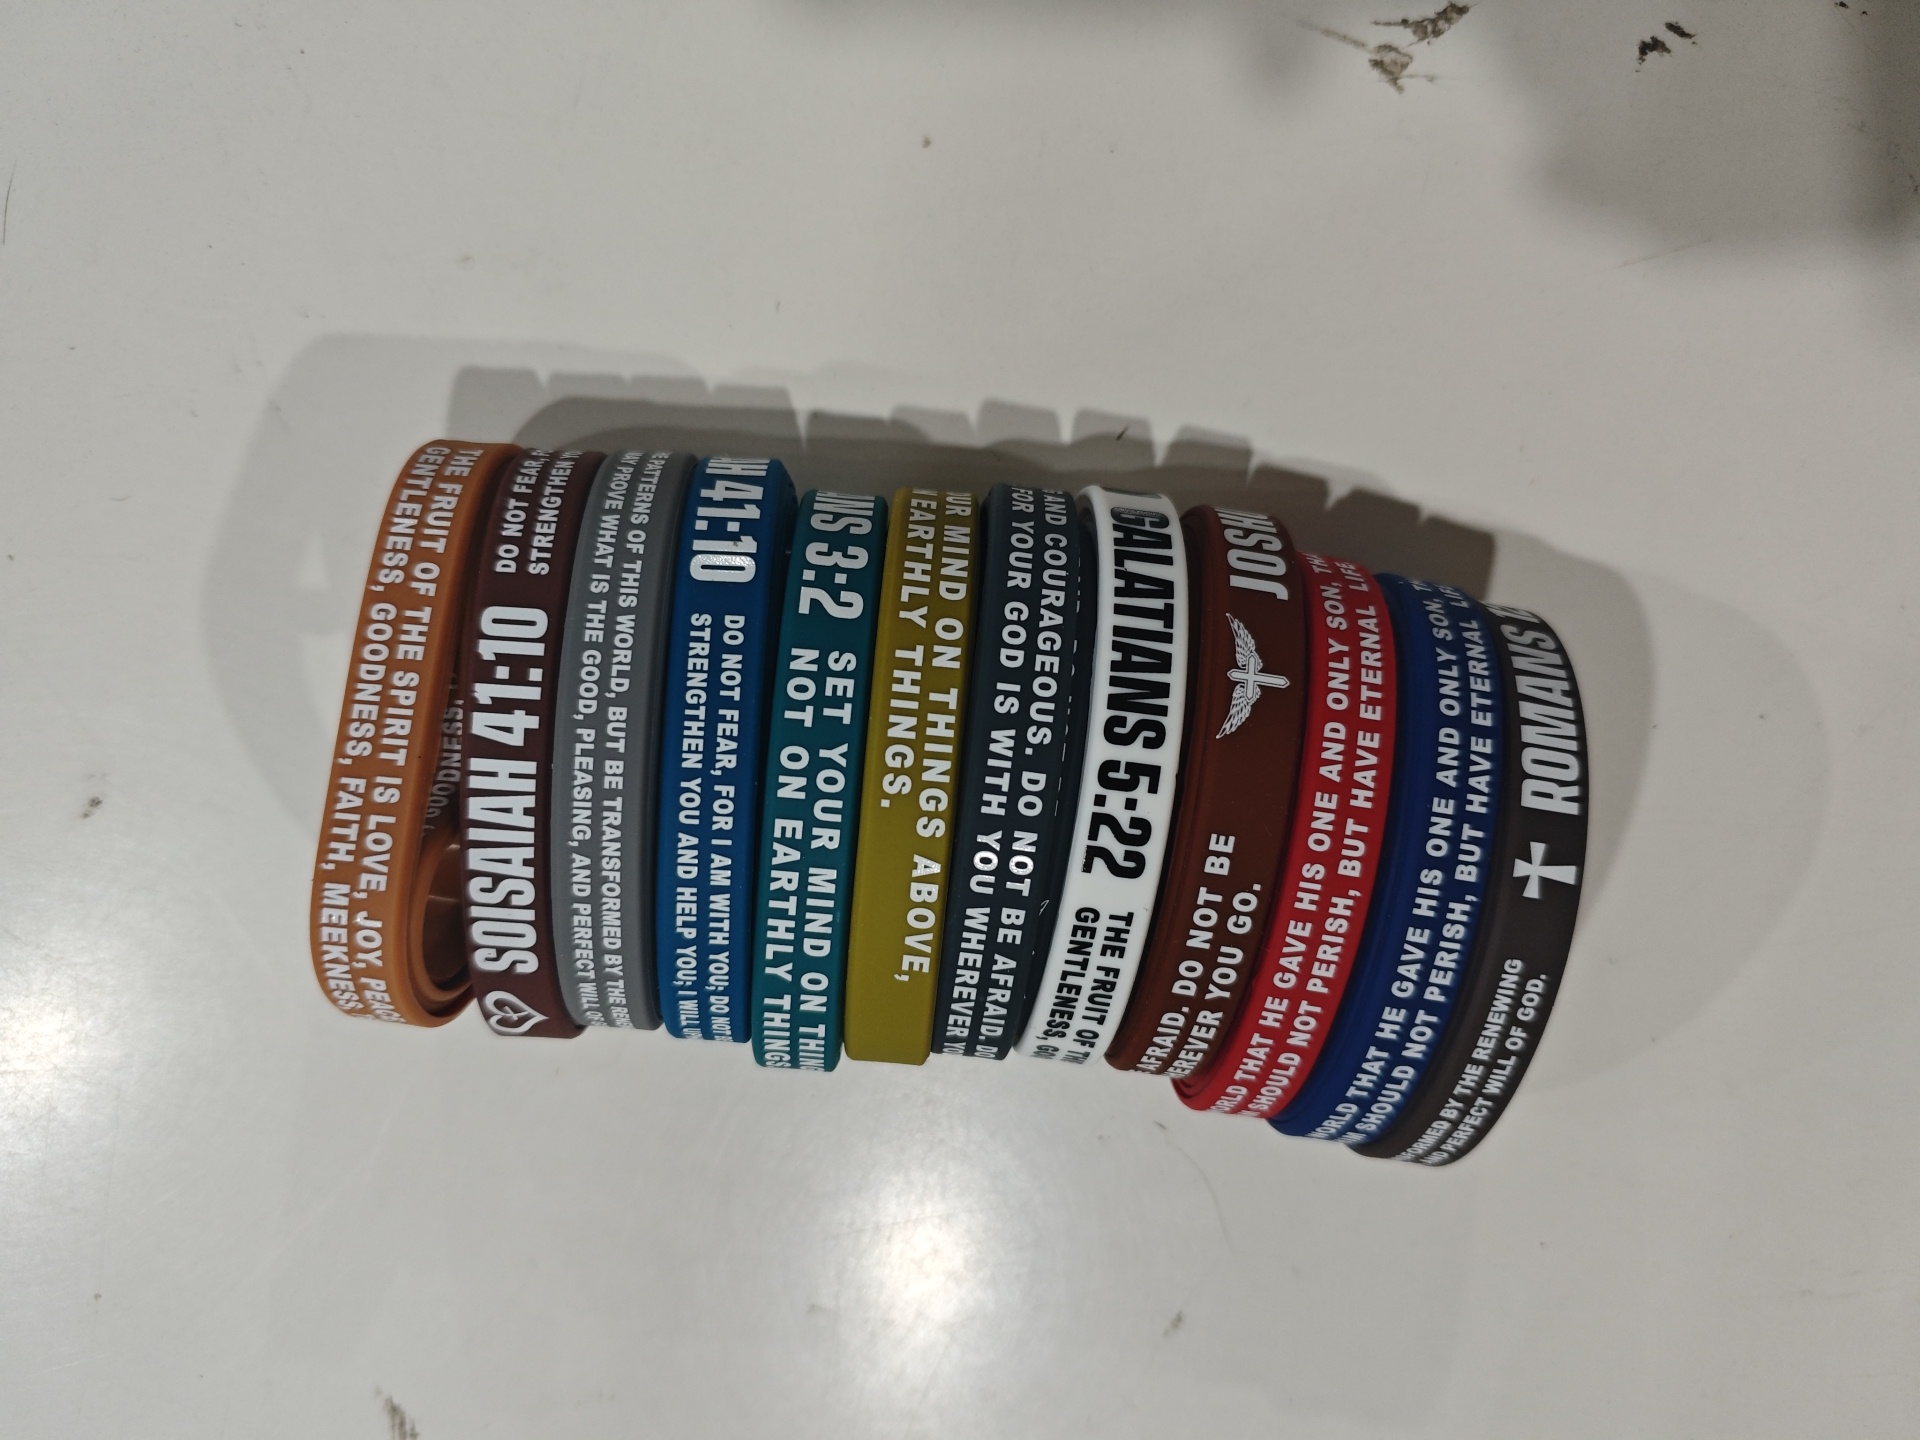 THE FRUIT OF THE SPIRIT IS LOVE, JOY, PEACE
GENTLENESS, GOODNESS, FAITH, MEEKNESS
GOODNESS,
DO NOT FEAR,
STRENGTHEN
SOISAIAH 41:10
PATTERNS OF THIS WORLD, BUT BE TRANSFORMED BY THE
PROVE WHAT IS THE GOOD, PLEASING, AND PERFECT WILL
41:10
DO NOT FEAR, FOR I AM WITH YOU; DO NOT
STRENGTHEN YOU AND HELP YOU; I WILL
ANS 3:2
SET YOUR MIND ON THINGS
NOT ON EARTHLY THINGS
OUR MIND ON THINGS ABOVE,
EARTHLY THINGS.
AND COURAGEOUS. DO NOT BE AFRAID. DO
FOR YOUR GOD IS WITH YOU WHEREVER
GALATIANS 5:22
THE FRUIT OF
GENTLENESS,
JOSH
AFRAID. DO NOT BE
EREVER YOU GO.
ORLD THAT HE GAVE HIS ONE AND ONLY SON,
SHOULD NOT PERISH, BUT HAVE ETERNAL LIFE
WORLD THAT HE GAVE HIS ONE AND ONLY SON,
SHOULD NOT PERISH, BUT HAVE ETERNAL
ROMANS
FORMED BY THE RENEWING
AND PERFECT WILL OF GOD.